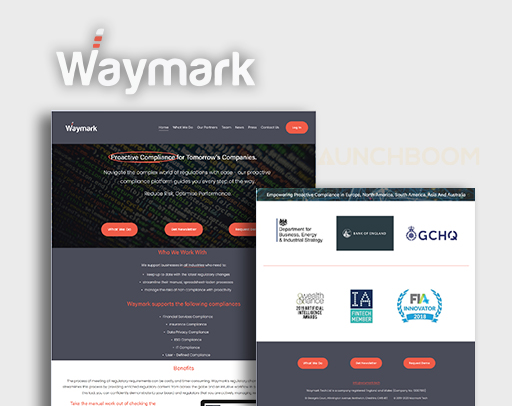 Waymark
LAUNCHBOOM
Waymark
Home What We Do Our Partners Team News Press Contact Us Log In
Proactive Compliance for Tomorrow's Companes.
Navigate the complex world of regulations with ease - our proactive
compliance platform guides you every step of the way.
Reduce Risk, Optimise Performance.
What We Do Get Newsletter Request
Who We Work With
We support businesses in all industries who need to:
keep up to date with the latest regulatory changes
streamline their manual, spreadsheet-laden processes
manage the risks of non-compliance with proactivity
Waymark supports the following compliances
Financial Services Compliance
Insurance Compliance
Data Privacy Compliance
ESG Compliance
IT Compliance
User - Defined Compliance
Benefits
Take the manual work out of checking the
Empowering Proactive Compliance in Europe, North America, South America, Asia And Australia
Department for
Business, Energy
& Industrial Strategy
BANK OF ENGLAND
GCHQ
wealth
&finance
2019 ARTIFICIAL
INTELLIGENCE
AWARDS
IA
FINTECH
MEMBER
FIA
INNOVATOR
2018
What We Do Get Newsletter Request Demo